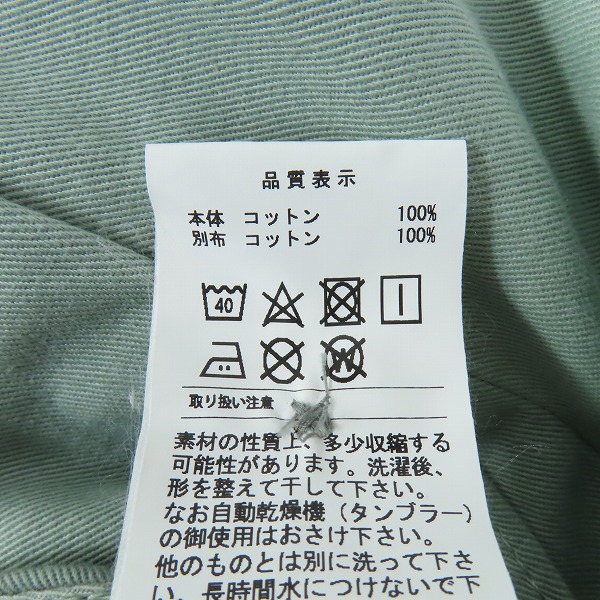 品質表示
本体 コットン 100%
別布 コットン 100%
40
W
取り扱い注意
素材の性質上、多少収縮する
可能性があります。洗濯後、
形を整えて干して下さい。
なお自動乾燥機（タンブラー）
の御使用はおさけ下さい。
他のものとは別に洗って下さ
い。長時間水につけないで下